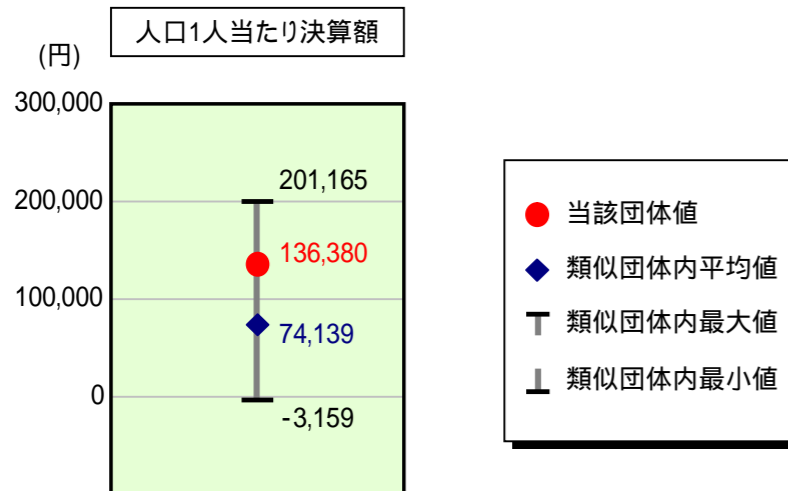 人口1人当たり決算額
(円)
300,000
201,165
200,000
136,380
100,000
74,139
0
-3,159
当該団体値
類似団体内平均値
類似団体内最大値
類似団体内最小値